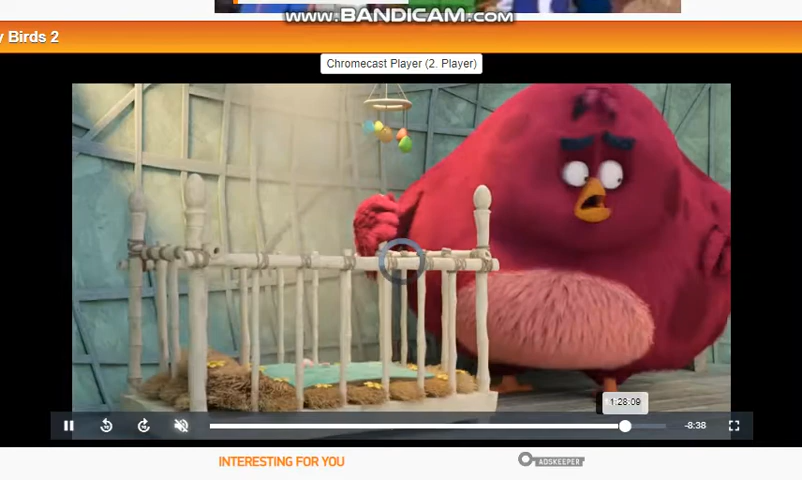 www.BANDICAM.com
y Birds 2
Chromecast Player (2. Player)
1:28:09
-8:38
INTERESTING FOR YOU
ADSKEEPER